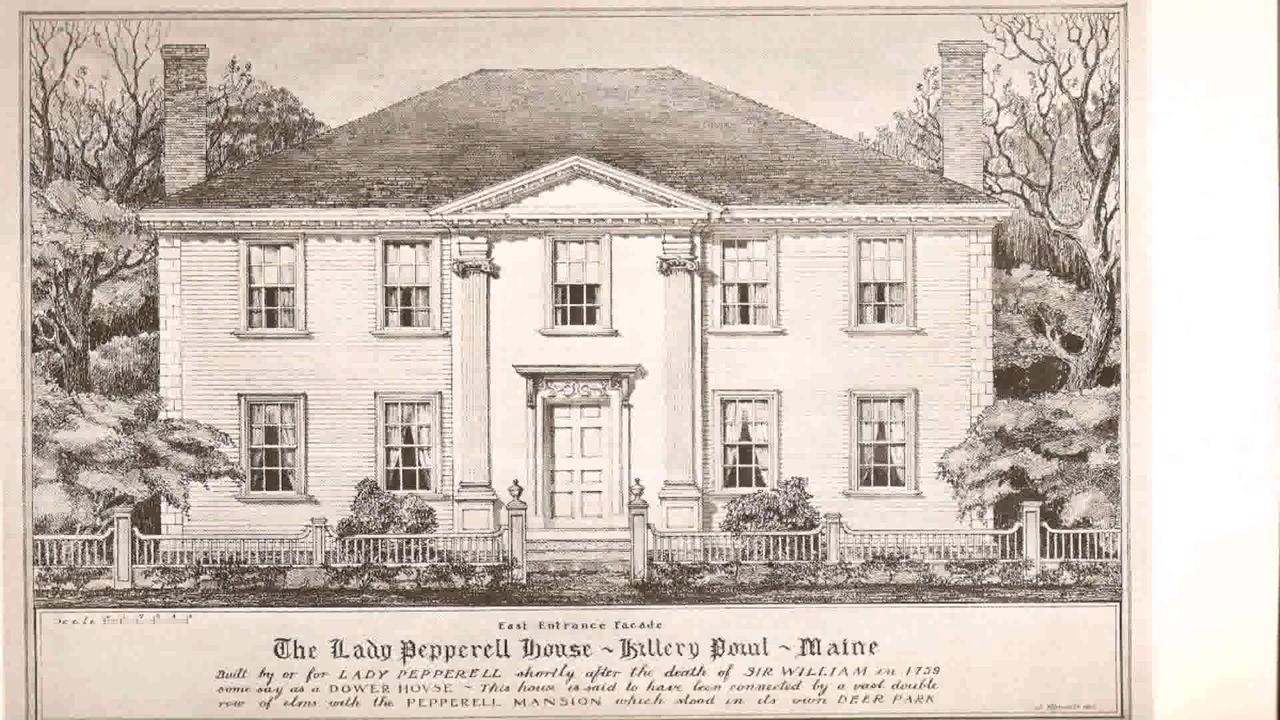 Scale
East Entrance Facade
The Lady Pepperell House ~ Kittery Point ~ Maine
Built by or for LADY PEPPERELL shortly after the death of SIR WILLIAM in 1759
some say as a DOWER HOVSE ~ This house is said to have been connected by a vast double
row of elms with the PEPPERELL MANSION which stood in its own DEER PARK